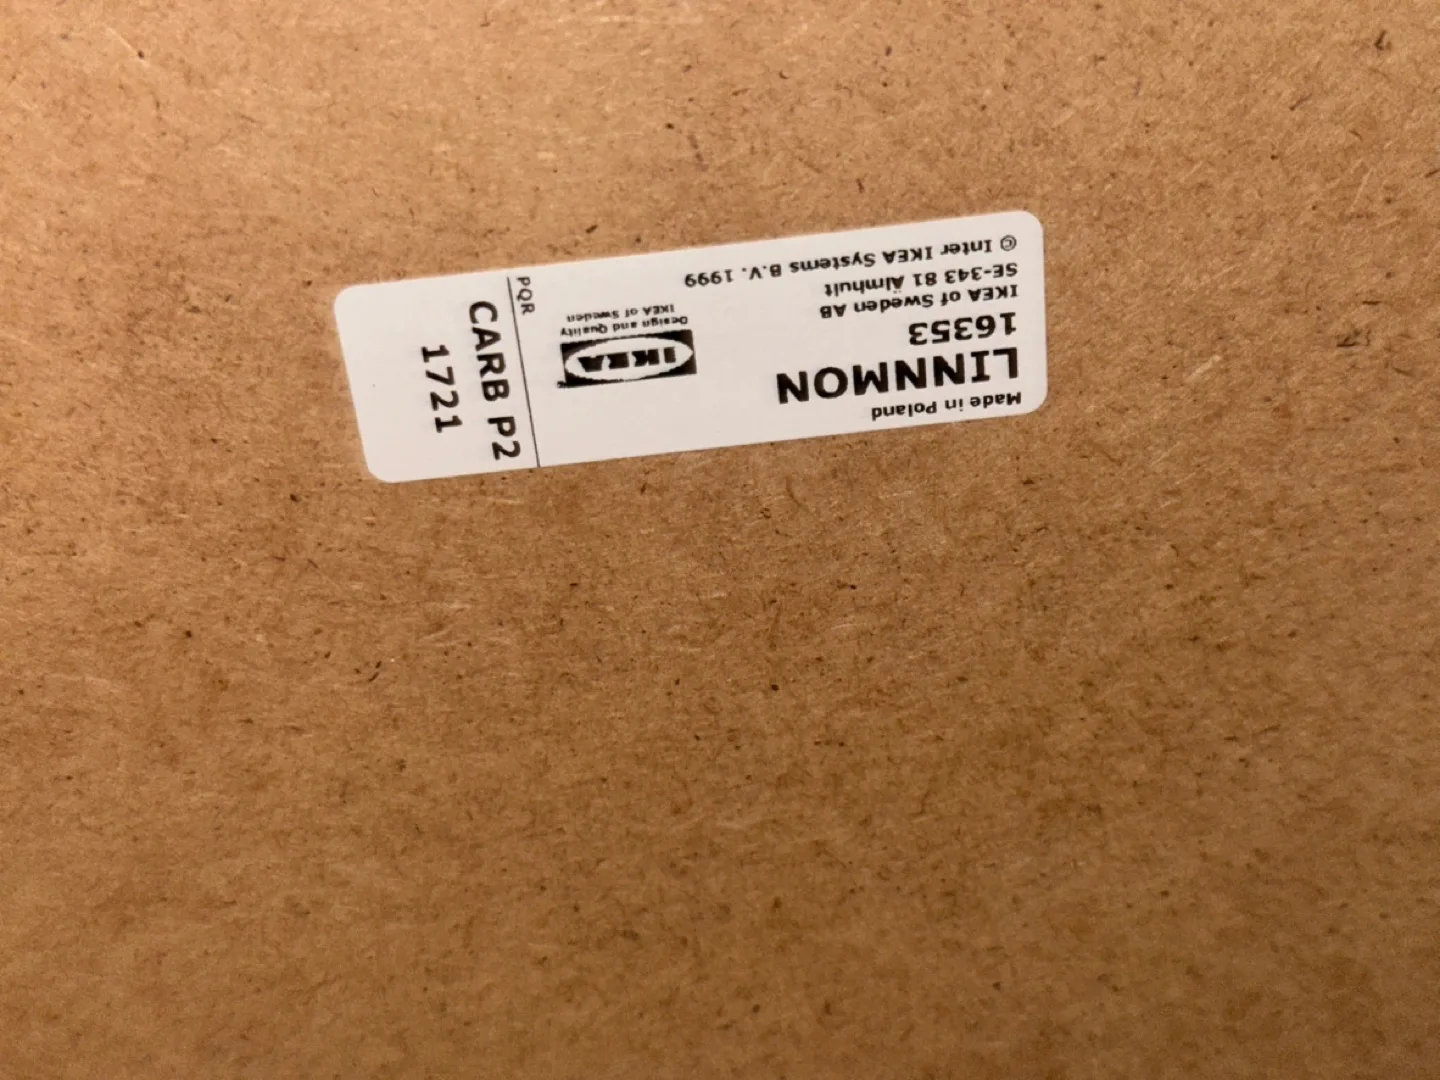 Made in Poland
LINNMON
16353
IKEA of Sweden AB
SE-343 81 Älmhult
© Inter IKEA Systems B.V. 1999
IKEA
Design and Quality
IKEA of Sweden
PQR
CARB P2
1721